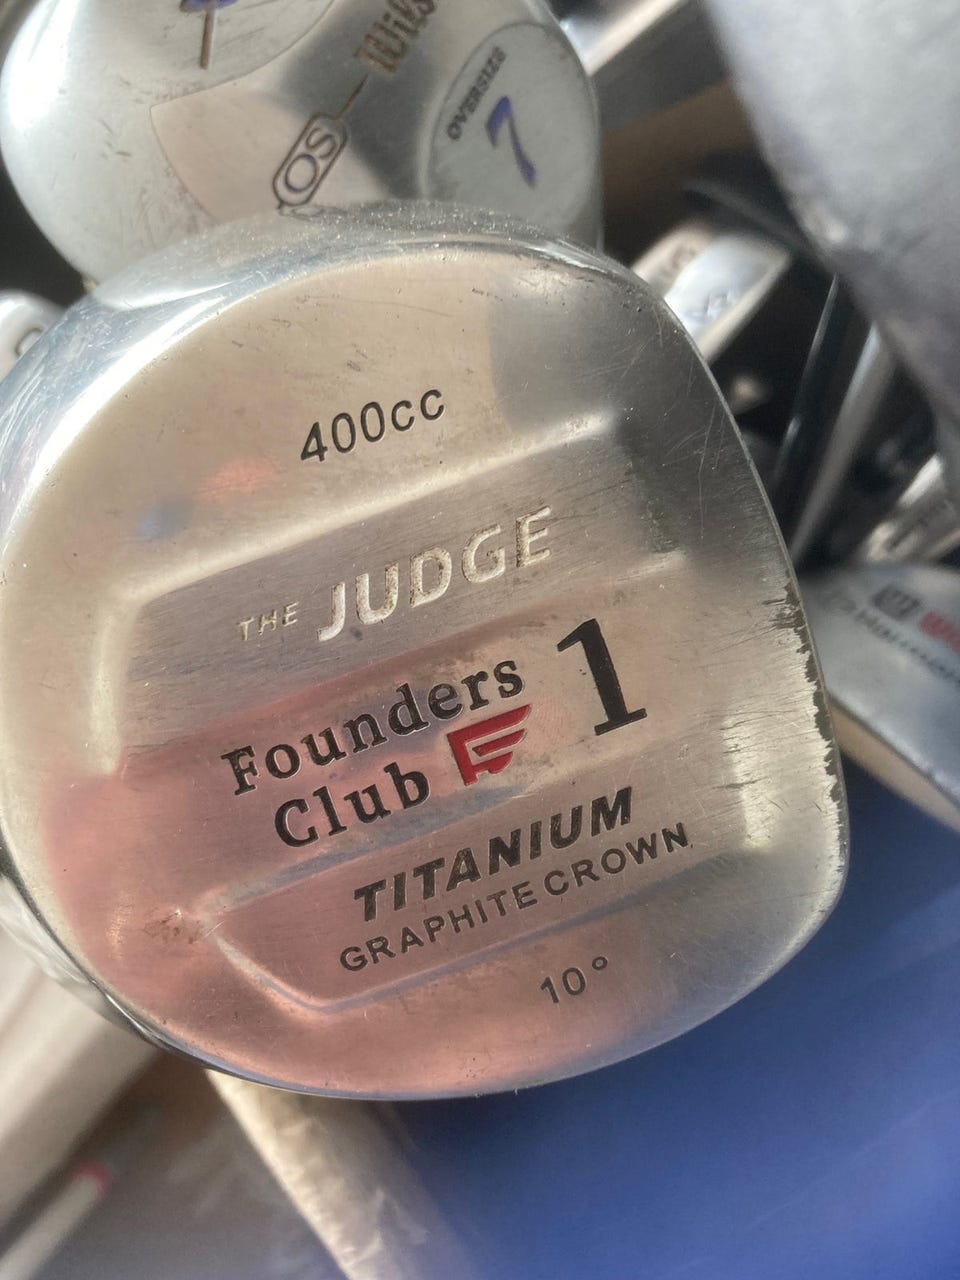 OS
OVERSIZE
7
400cc
THE JUDGE
Founders
Club
1
TITANIUM
GRAPHITE CROWN
10°